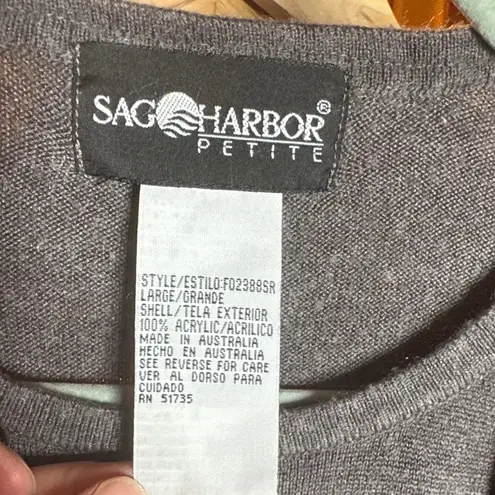 SAG HARBOR®
PETITE
STYLE/ESTILO:F02388SR
LARGE/GRANDE
SHELL/TELA EXTERIOR
100% ACRYLIC/ACRILICO
MADE IN AUSTRALIA
HECHO EN AUSTRALIA
SEE REVERSE FOR CARE
VER AL DORSO PARA
CUIDADO
RN 51735